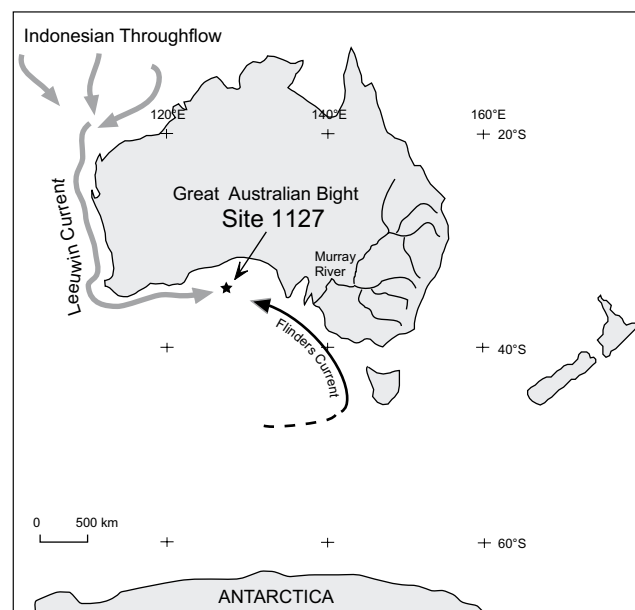 Indonesian Throughflow
120°E
140°E
160°E
20°S
Great Australian Bight
Site 1127
Leeuwin Current
Murray
River
Flinders Current
40°S
0 500 km
60°S
ANTARCTICA